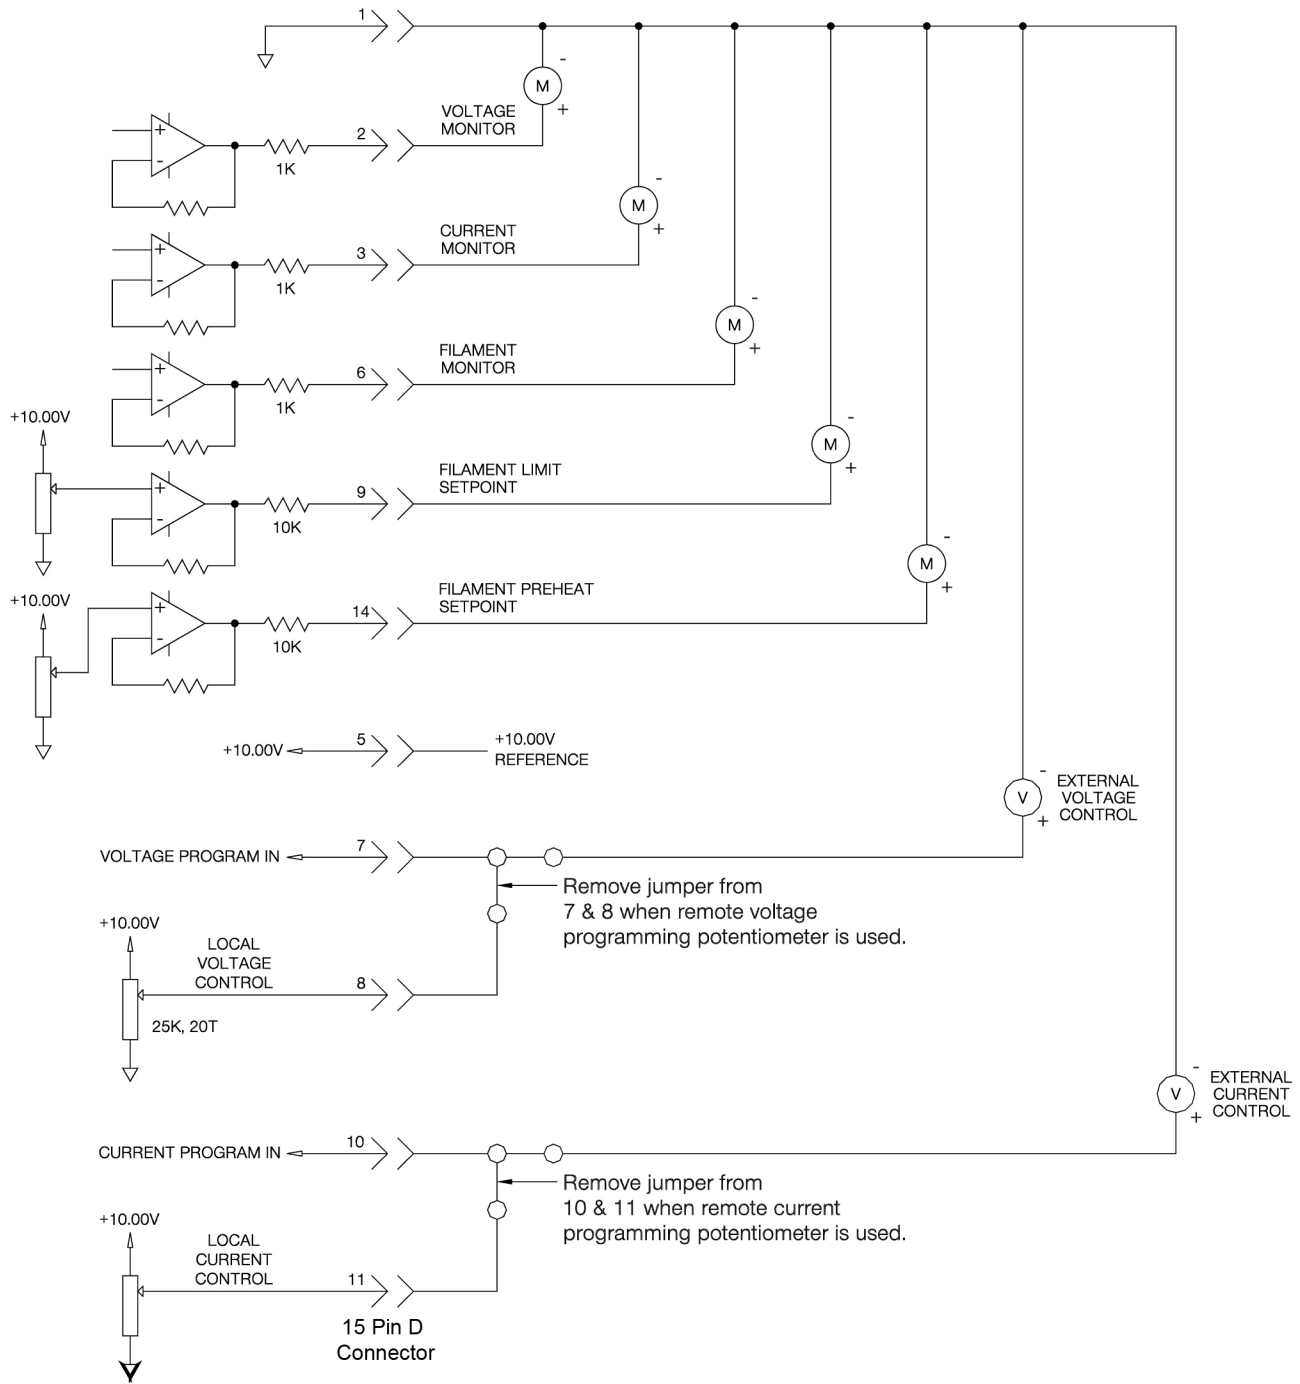 1
-
M
+
VOLTAGE
MONITOR
2
+
-
1K
-
M
+
CURRENT
MONITOR
3
+
-
1K
-
M
+
FILAMENT
MONITOR
6
+
-
1K
+10.00V
-
M
+
FILAMENT LIMIT
SETPOINT
9
+
-
10K
+10.00V
-
M
+
FILAMENT PREHEAT
SETPOINT
14
+
-
10K
+10.00V
5
+10.00V
REFERENCE
-
V
+
EXTERNAL
VOLTAGE
CONTROL
VOLTAGE PROGRAM IN
7
Remove jumper from
7 & 8 when remote voltage
programming potentiometer is used.
+10.00V
LOCAL
VOLTAGE
CONTROL
8
25K, 20T
-
V
+
EXTERNAL
CURRENT
CONTROL
CURRENT PROGRAM IN
10
Remove jumper from
10 & 11 when remote current
programming potentiometer is used.
+10.00V
LOCAL
CURRENT
CONTROL
11
15 Pin D
Connector